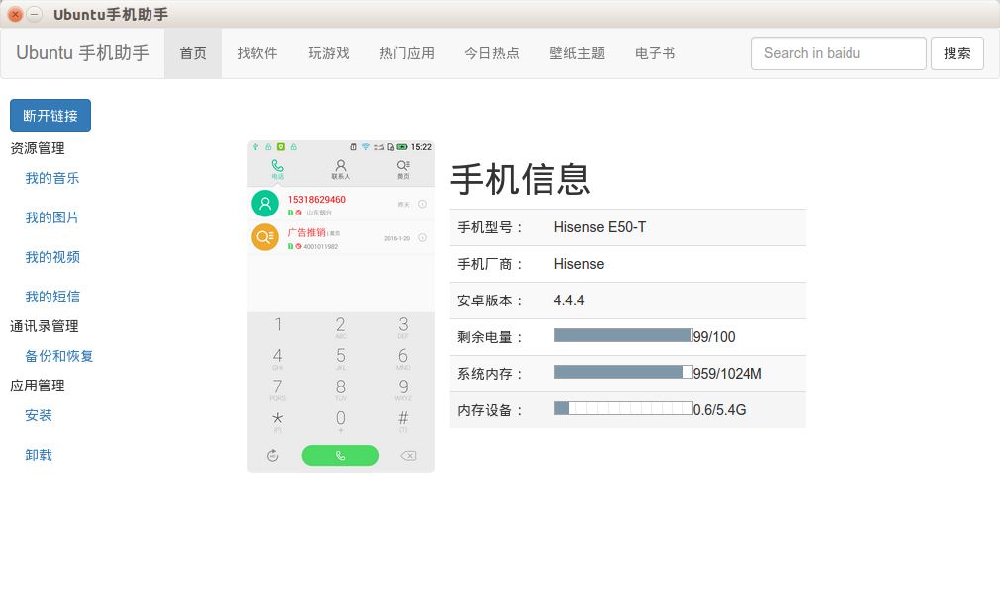 Ubuntu手机助手
Ubuntu 手机助手 首页 找软件 玩游戏 热门应用 今日热点 壁纸主题 电子书 Search in baidu 搜索
断开链接
资源管理
我的音乐
我的图片
我的视频
我的短信
通讯录管理
备份和恢复
应用管理
安装
卸载
15:22
电话 联系人 黄页
15318629460
山东烟台
昨天
广告推销 | 黄页
4001011982
2016-1-20
1 2 3
ABC DEF
4 5 6
GHI JKL MNO
7 8 9
PQRS TUV WXYZ
* 0 #
(P) + (T)
手机信息
手机型号： Hisense E50-T
手机厂商： Hisense
安卓版本： 4.4.4
剩余电量： 99/100
系统内存： 959/1024M
内存设备： 0.6/5.4G